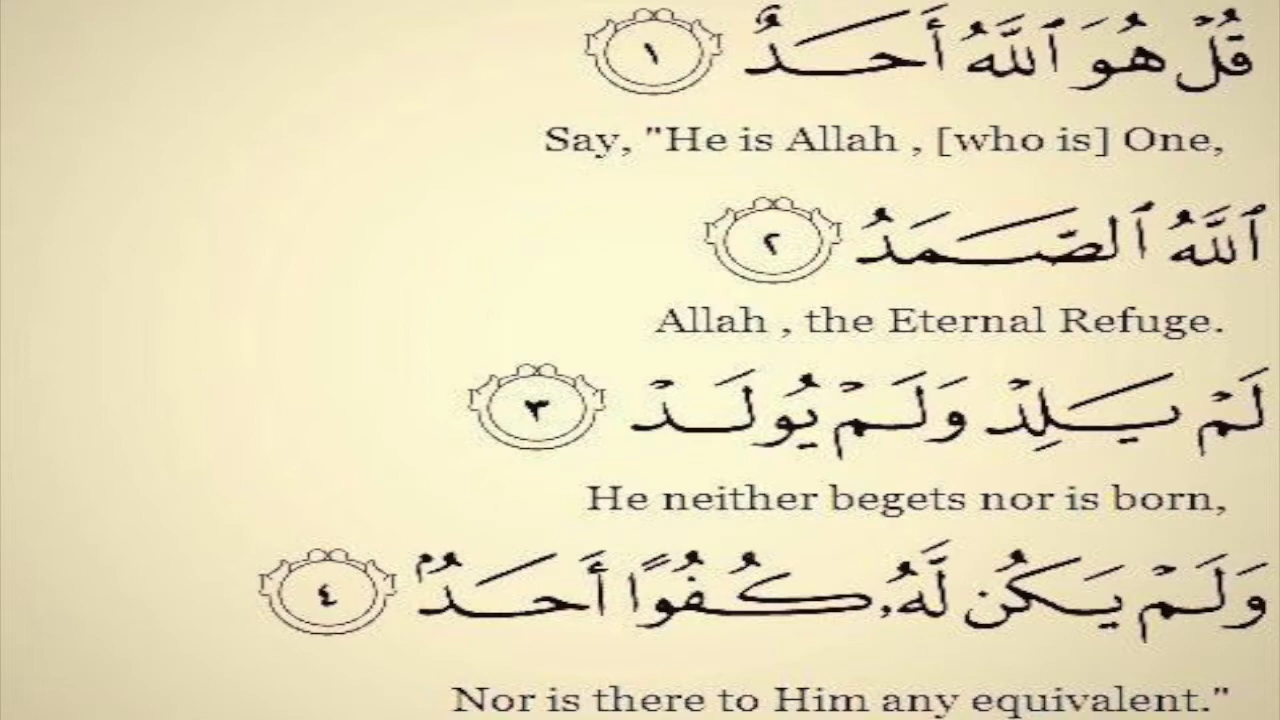 قُلْ هُوَ ٱللَّهُ أَحَدٌ ١
Say, "He is Allah , [who is] One,
ٱللَّهُ ٱلصَّمَدُ ٢
Allah , the Eternal Refuge.
لَمْ يَلِدْ وَلَمْ يُولَدْ ٣
He neither begets nor is born,
وَلَمْ يَكُن لَّهُۥ كُفُوًا أَحَدٌۢ ٤
Nor is there to Him any equivalent."